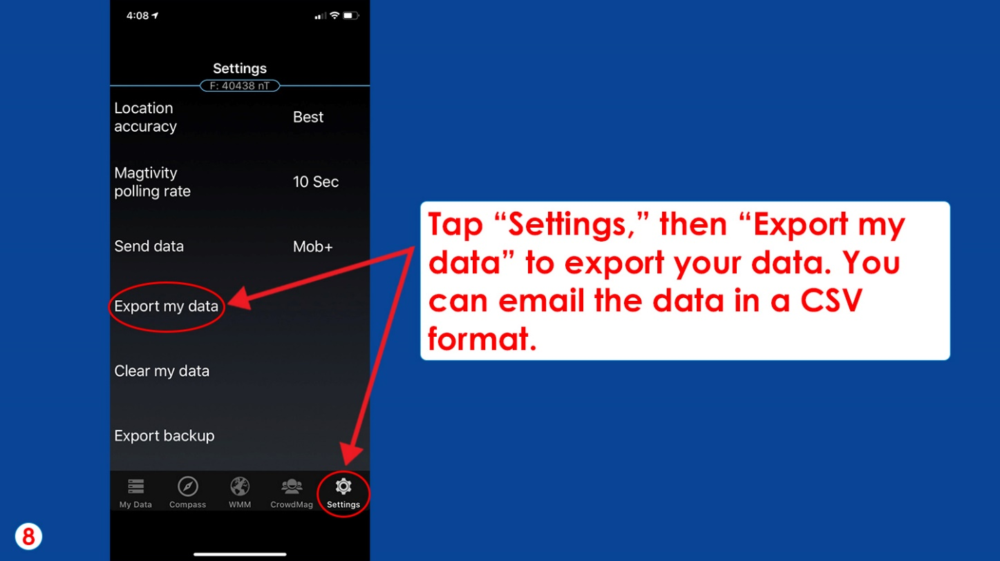 4:08
Settings
F: 40438 nT
Location
accuracy
Best
Magtivity
polling rate
10 Sec
Send data
Mob+
Export my data
Clear my data
Export backup
My Data
Compass
WMM
CrowdMag
Settings
Tap “Settings,” then “Export my
data” to export your data. You
can email the data in a CSV
format.
8